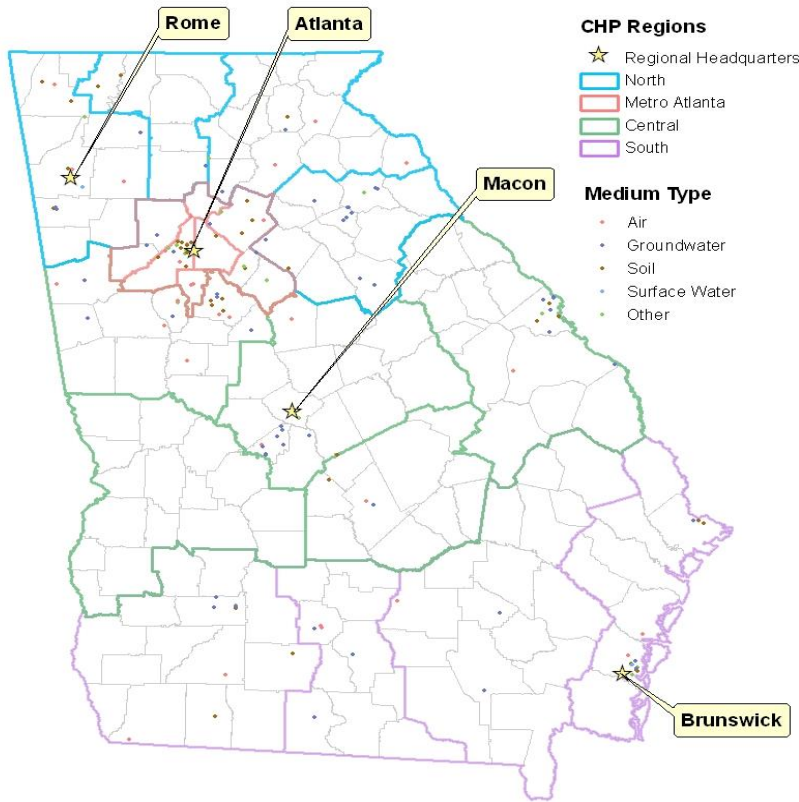 Rome
Atlanta
CHP Regions
Regional Headquarters
North
Metro Atlanta
Central
South
Macon
Medium Type
Air
Groundwater
Soil
Surface Water
Other
Brunswick